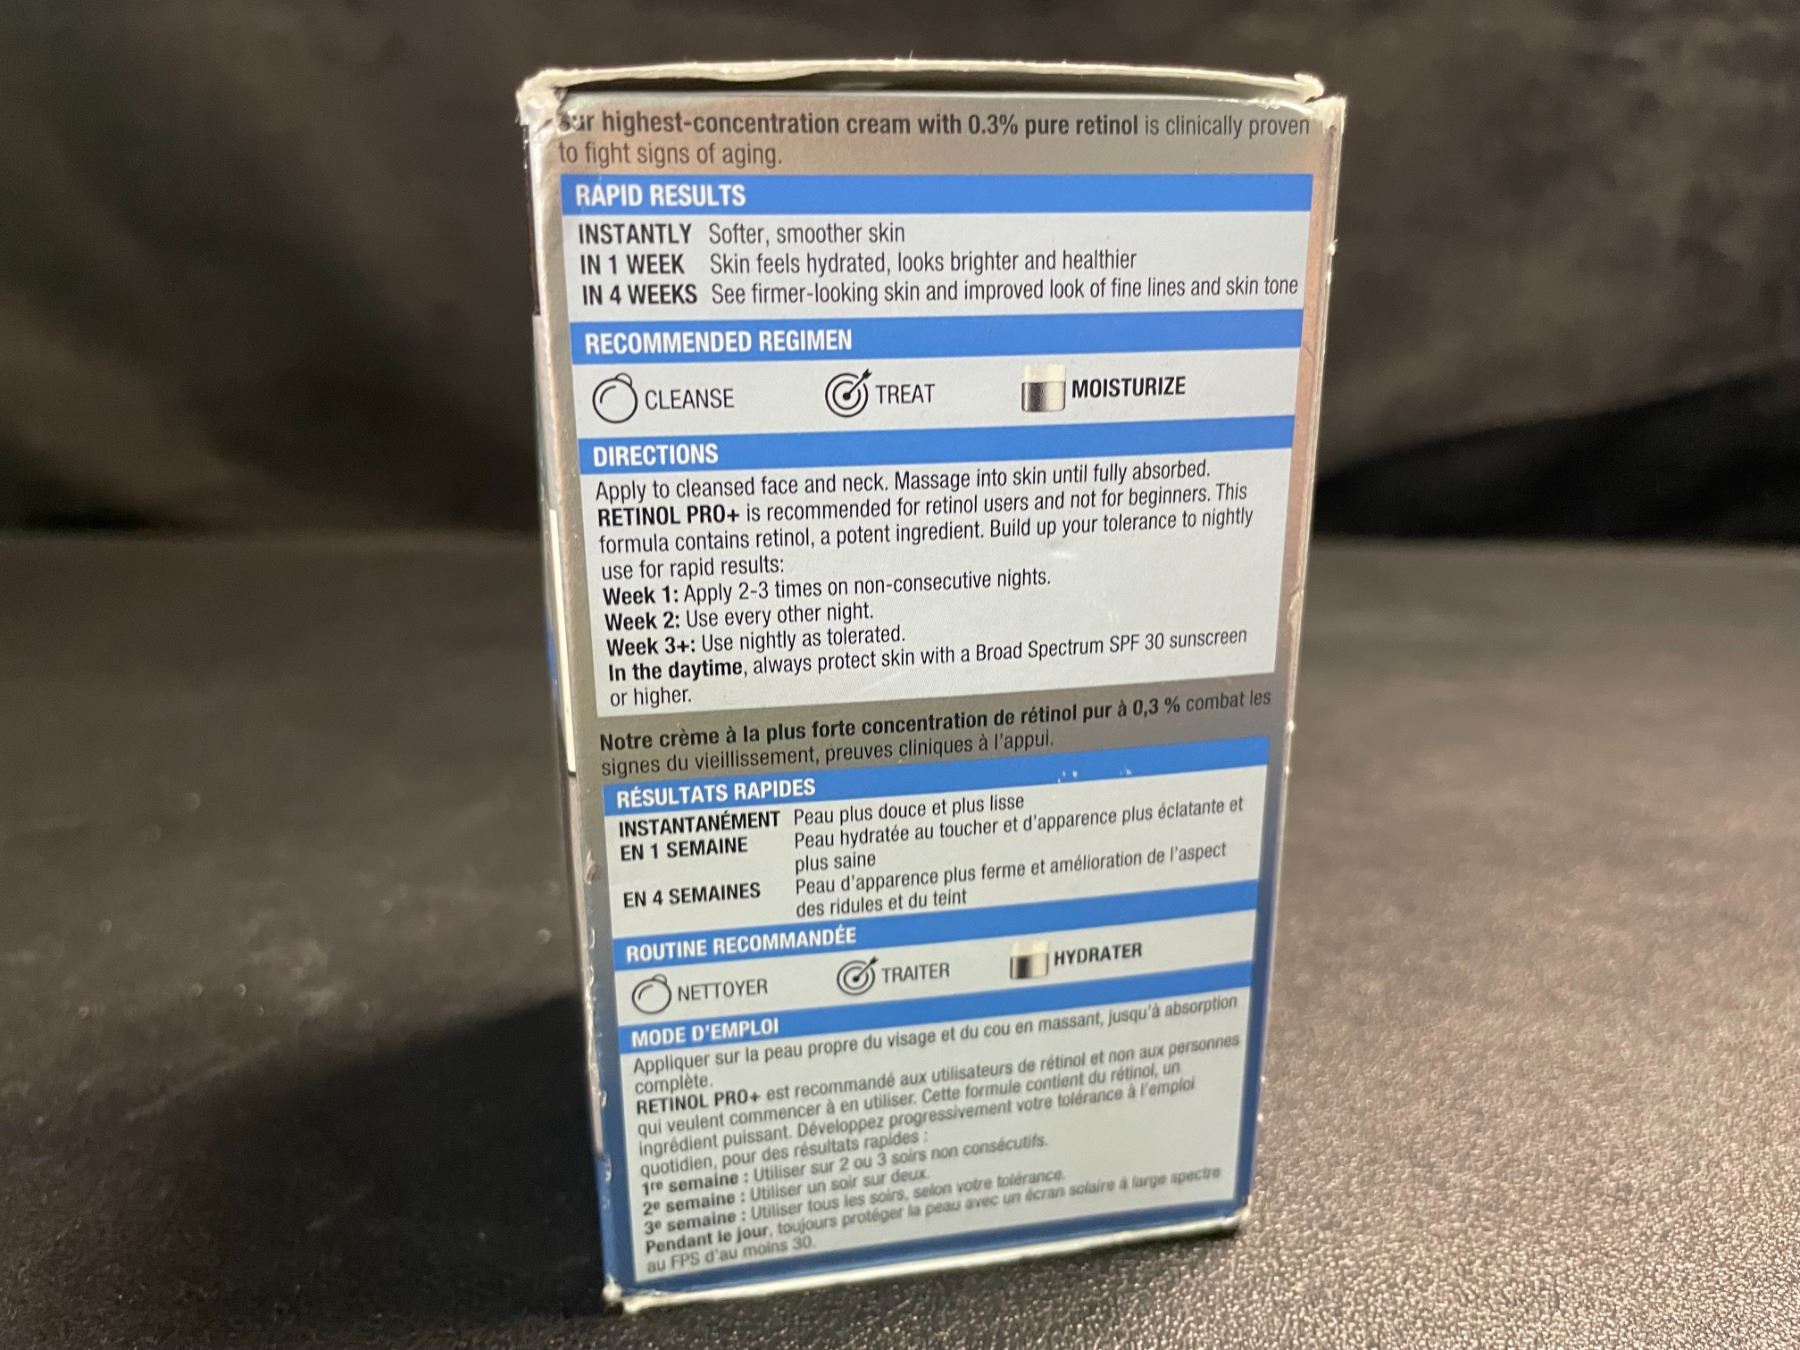 Our highest-concentration cream with 0.3% pure retinol is clinically proven
to fight signs of aging.
RAPID RESULTS
INSTANTLY Softer, smoother skin
IN 1 WEEK Skin feels hydrated, looks brighter and healthier
IN 4 WEEKS See firmer-looking skin and improved look of fine lines and skin tone
RECOMMENDED REGIMEN
CLEANSE TREAT MOISTURIZE
DIRECTIONS
Apply to cleansed face and neck. Massage into skin until fully absorbed.
RETINOL PRO+ is recommended for retinol users and not for beginners. This
formula contains retinol, a potent ingredient. Build up your tolerance to nightly
use for rapid results:
Week 1: Apply 2-3 times on non-consecutive nights.
Week 2: Use every other night.
Week 3+: Use nightly as tolerated.
In the daytime, always protect skin with a Broad Spectrum SPF 30 sunscreen
or higher.
Notre crème à la plus forte concentration de rétinol pur à 0,3 % combat les
signes du vieillissement, preuves cliniques à l'appui.
RÉSULTATS RAPIDES
INSTANTANÉMENT Peau plus douce et plus lisse
EN 1 SEMAINE Peau hydratée au toucher et d'apparence plus éclatante et
plus saine
EN 4 SEMAINES Peau d'apparence plus ferme et amélioration de l'aspect
des ridules et du teint
ROUTINE RECOMMANDÉE
NETTOYER TRAITER HYDRATER
MODE D'EMPLOI
Appliquer sur la peau propre du visage et du cou en massant, jusqu'à absorption
complète.
RETINOL PRO+ est recommandé aux utilisateurs de rétinol et non aux personnes
qui veulent commencer à en utiliser. Cette formule contient du rétinol, un
ingrédient puissant. Développez progressivement votre tolérance à l'emploi
quotidien, pour des résultats rapides :
1re semaine : Utiliser sur 2 ou 3 soirs non consécutifs.
2e semaine : Utiliser un soir sur deux.
3e semaine : Utiliser tous les soirs, selon votre tolérance.
Pendant le jour, toujours protéger la peau avec un écran solaire à large spectre
au FPS d'au moins 30.